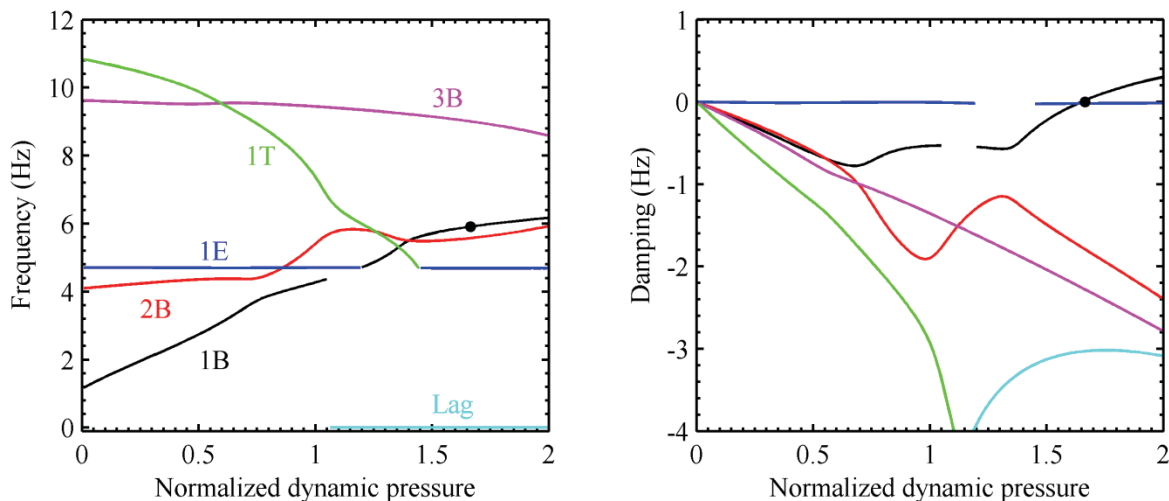 12
10
8
6
4
2
0
Frequency (Hz)
3B
1T
1E
2B
1B
Lag
0 0.5 1 1.5 2
Normalized dynamic pressure
1
0
-1
-2
-3
-4
Damping (Hz)
0 0.5 1 1.5 2
Normalized dynamic pressure